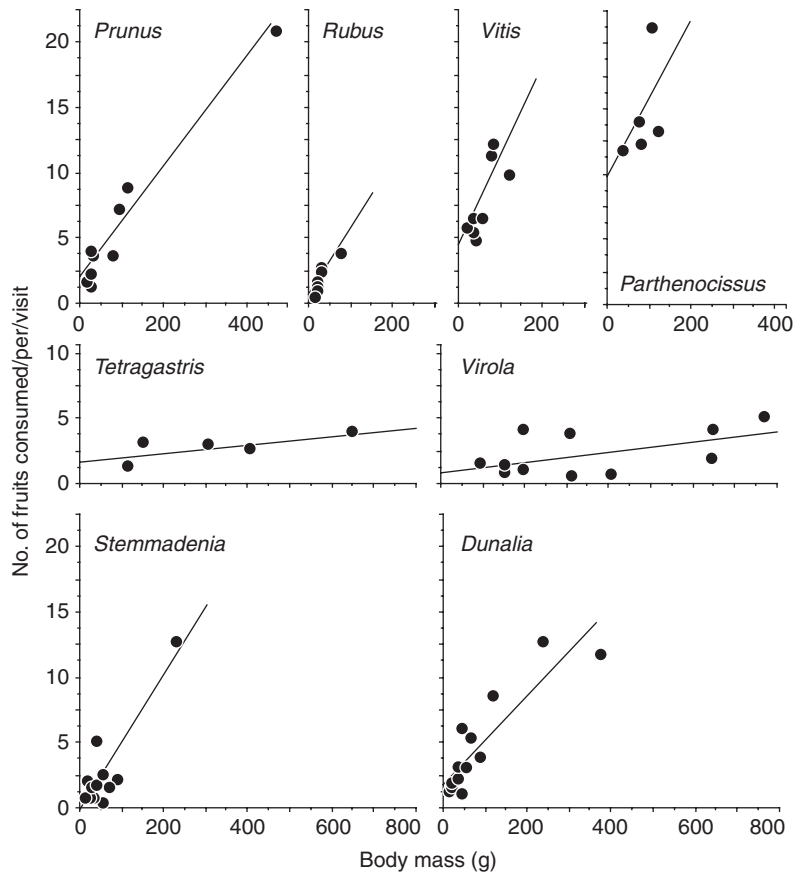 Prunus
Rubus
Vitis
20
15
10
5
0
0 200 400
0 200
0 200
Parthenocissus
0 200 400
No. of fruits consumed/per/visit
Tetragastris
Virola
10
5
0
Stemmadenia
Dunalia
20
15
10
5
0
0 200 400 600 800
0 200 400 600 800
Body mass (g)